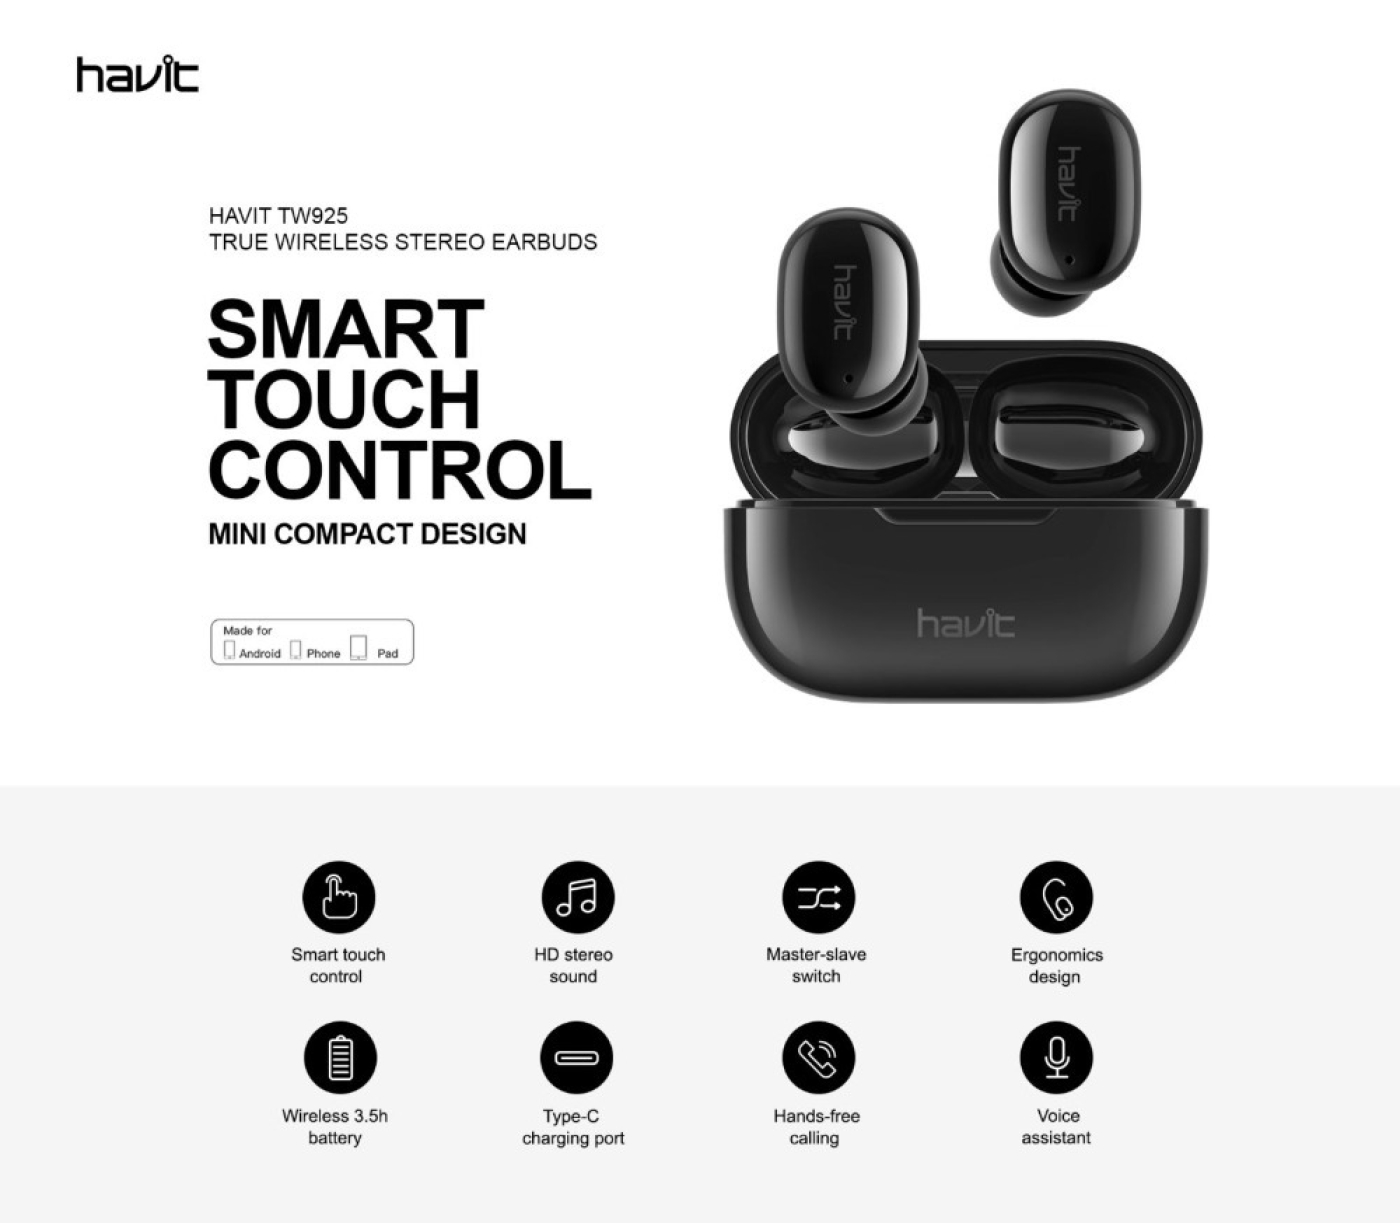 havit
HAVIT TW925
TRUE WIRELESS STEREO EARBUDS
SMART
TOUCH
CONTROL
MINI COMPACT DESIGN
Made for
Android Phone Pad
havit
havit
havit
Smart touch
control
HD stereo
sound
Master-slave
switch
Ergonomics
design
Wireless 3.5h
battery
Type-C
charging port
Hands-free
calling
Voice
assistant